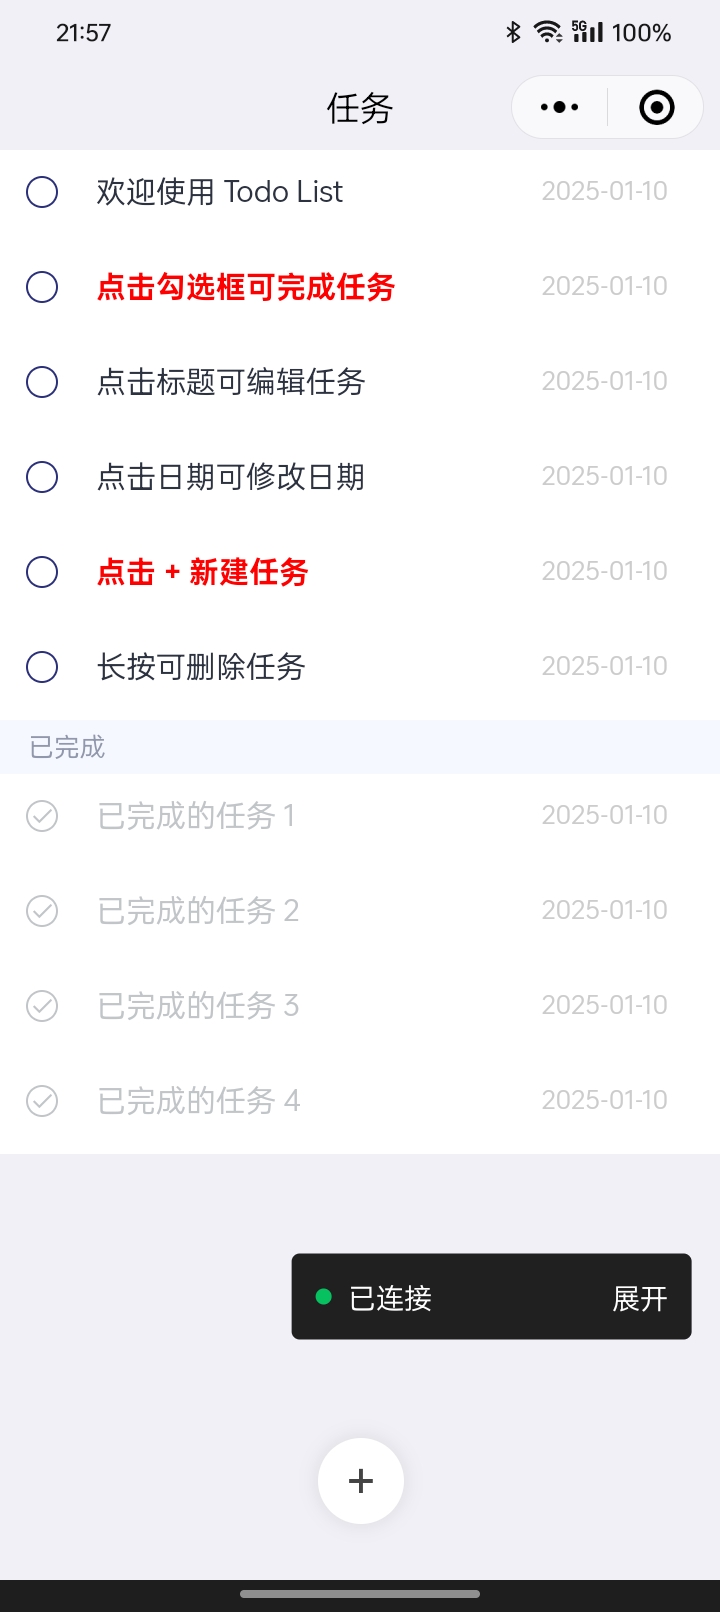 21:57
5G 100%
任务
欢迎使用 Todo List 2025-01-10
点击勾选框可完成任务 2025-01-10
点击标题可编辑任务 2025-01-10
点击日期可修改日期 2025-01-10
点击 + 新建任务 2025-01-10
长按可删除任务 2025-01-10
已完成
已完成的任务 1 2025-01-10
已完成的任务 2 2025-01-10
已完成的任务 3 2025-01-10
已完成的任务 4 2025-01-10
已连接 展开
+